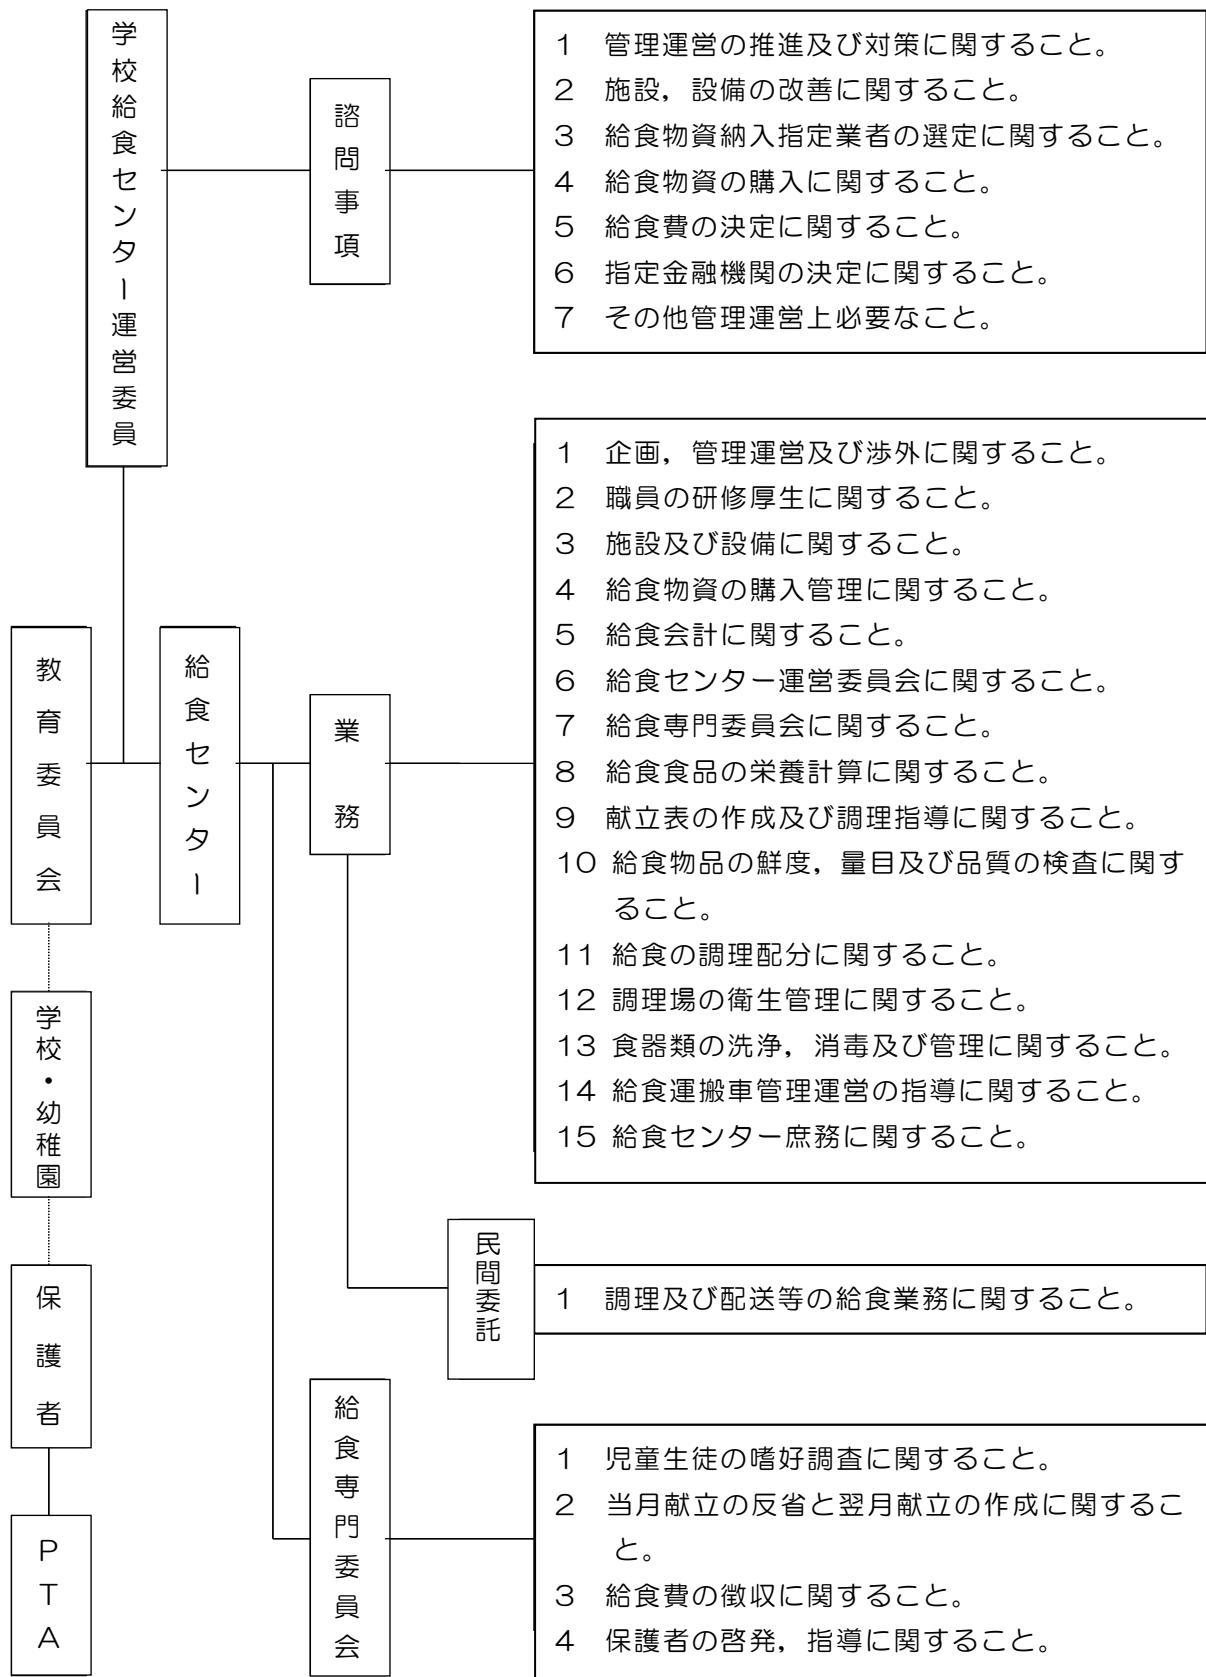 学校給食センター運営委員
諮問事項
1 管理運営の推進及び対策に関すること。
2 施設，設備の改善に関すること。
3 給食物資納入指定業者の選定に関すること。
4 給食物資の購入に関すること。
5 給食費の決定に関すること。
6 指定金融機関の決定に関すること。
7 その他管理運営上必要なこと。
教育委員会
給食センター
業務
1 企画，管理運営及び渉外に関すること。
2 職員の研修厚生に関すること。
3 施設及び設備に関すること。
4 給食物資の購入管理に関すること。
5 給食会計に関すること。
6 給食センター運営委員会に関すること。
7 給食専門委員会に関すること。
8 給食食品の栄養計算に関すること。
9 献立表の作成及び調理指導に関すること。
10 給食物品の鮮度，量目及び品質の検査に関す
ること。
11 給食の調理配分に関すること。
12 調理場の衛生管理に関すること。
13 食器類の洗浄，消毒及び管理に関すること。
14 給食運搬車管理運営の指導に関すること。
15 給食センター庶務に関すること。
学校・幼稚園
民間委託
1 調理及び配送等の給食業務に関すること。
保護者
給食専門委員会
1 児童生徒の嗜好調査に関すること。
2 当月献立の反省と翌月献立の作成に関するこ
と。
3 給食費の徴収に関すること。
4 保護者の啓発，指導に関すること。
PTA